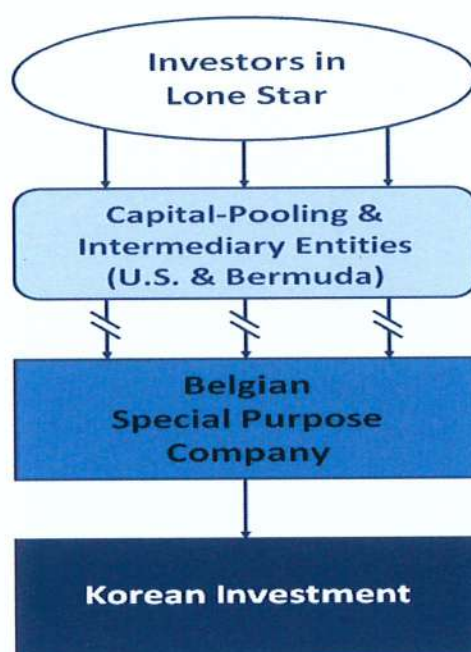 Investors in
Lone Star
Capital-Pooling &
Intermediary Entities
(U.S. & Bermuda)
Belgian
Special Purpose
Company
Korean Investment